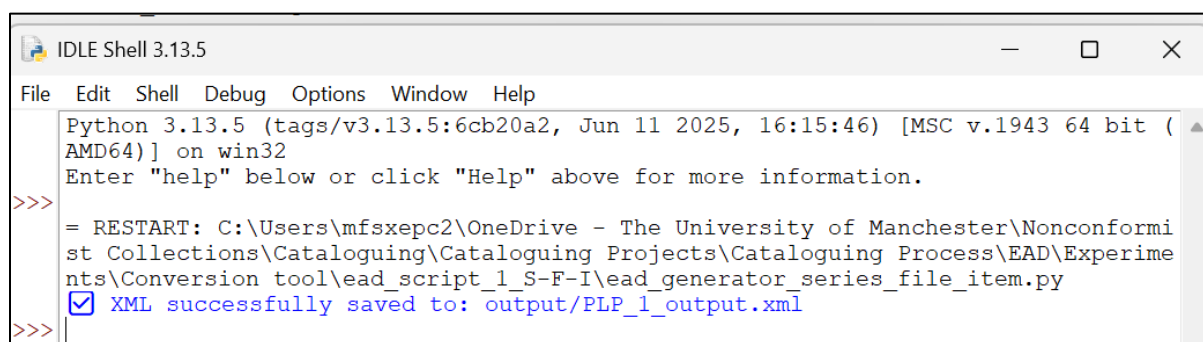 IDLE Shell 3.13.5
File Edit Shell Debug Options Window Help
Python 3.13.5 (tags/v3.13.5:6cb20a2, Jun 11 2025, 16:15:46) [MSC v.1943 64 bit (
AMD64)] on win32
Enter "help" below or click "Help" above for more information.
>>>
= RESTART: C:\Users\mfsxepc2\OneDrive - The University of Manchester\Nonconformi
st Collections\Cataloguing\Cataloguing Projects\Cataloguing Process\EAD\Experime
nts\Conversion tool\ead_script_1_S-F-I\ead_generator_series_file_item.py
☑ XML successfully saved to: output/PLP_1_output.xml
>>>